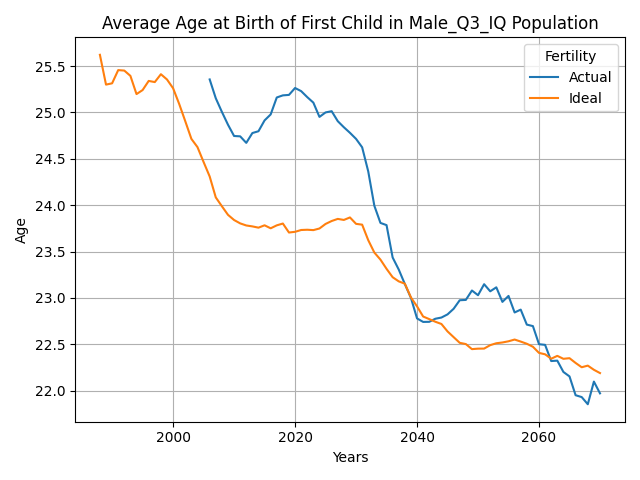 Average Age at Birth of First Child in Male_Q3_IQ Population
Fertility
Actual
Ideal
Age
25.5
25.0
24.5
24.0
23.5
23.0
22.5
22.0
2000
2020
2040
2060
Years